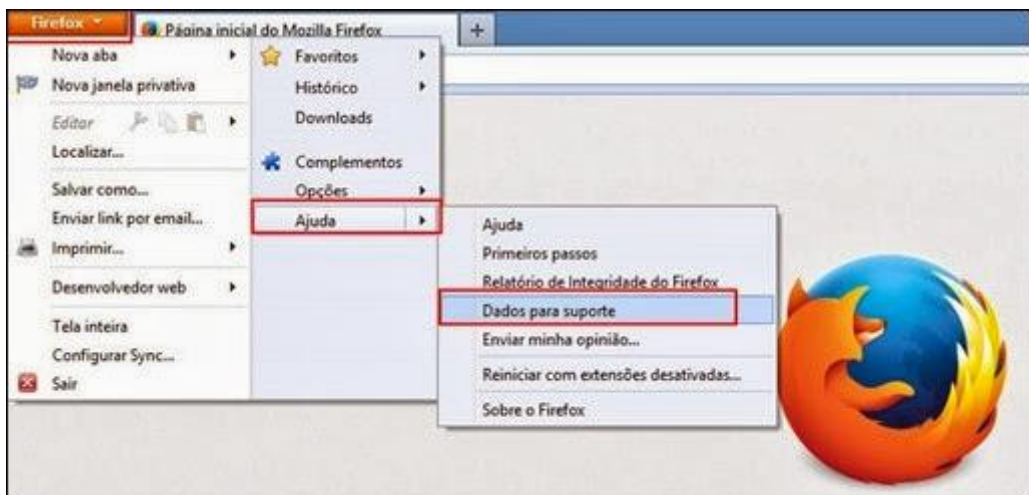 Firefox
Página inicial do Mozilla Firefox
+
Nova aba
Nova janela privativa
Editar
Localizar...
Salvar como...
Enviar link por email...
Imprimir...
Desenvolvedor web
Tela inteira
Configurar Sync...
Sair
Favoritos
Histórico
Downloads
Complementos
Opções
Ajuda
Ajuda
Primeiros passos
Relatório de Integridade do Firefox
Dados para suporte
Enviar minha opinião...
Reiniciar com extensões desativadas...
Sobre o Firefox